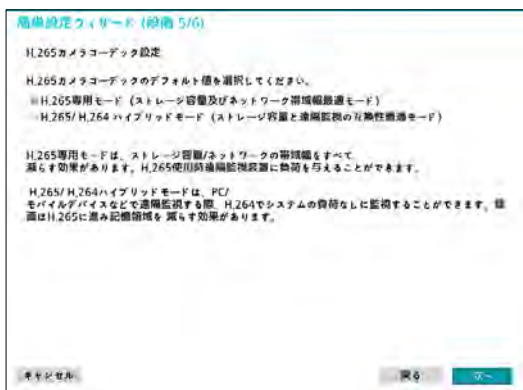 簡単設定ウィザード (段階 5/6)
H.265カメラコーデック設定
H.265カメラコーデックのデフォルト値を選択してください。
H.265専用モード (ストレージ容量及びネットワーク帯域幅最適モード)
H.265/ H.264 ハイブリッドモード (ストレージ容量と遠隔監視の互換性最適モード)
H.265専用モードは、ストレージ容量/ネットワークの帯域幅をすべて
減らす効果があります。H.265使用時遠隔監視装置に負荷を与えることができます。
H.265/ H.264ハイブリッドモードは、PC/
モバイルデバイスなどで遠隔監視する際、H.264でシステムの負荷なしに監視することができます。録
画はH.265に進み記憶領域を 減らす効果があります。
キャンセル
戻る
次へ